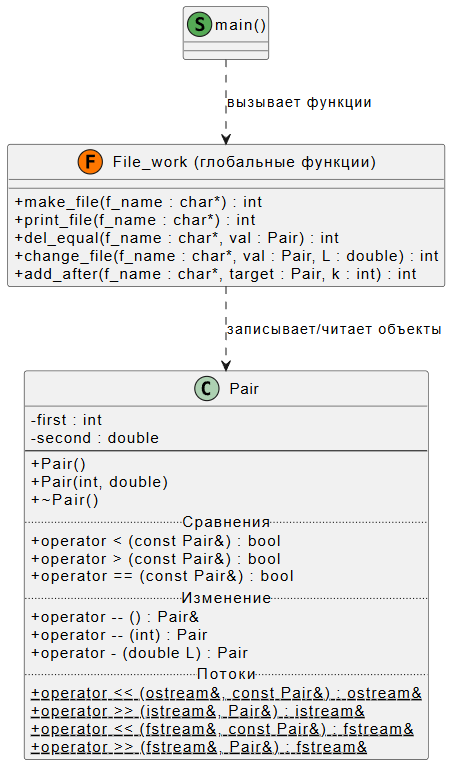 S main()
вызывает функции
F File_work (глобальные функции)
+make_file(f_name : char*) : int
+print_file(f_name : char*) : int
+del_equal(f_name : char*, val : Pair) : int
+change_file(f_name : char*, val : Pair, L : double) : int
+add_after(f_name : char*, target : Pair, k : int) : int
записывает/читает объекты
C Pair
-first : int
-second : double
+Pair()
+Pair(int, double)
+~Pair()
Сравнения
+operator < (const Pair&) : bool
+operator > (const Pair&) : bool
+operator == (const Pair&) : bool
Изменение
+operator -- () : Pair&
+operator -- (int) : Pair
+operator - (double L) : Pair
Потоки
+operator << (ostream&, const Pair&) : ostream&
+operator >> (istream&, Pair&) : istream&
+operator << (fstream&, const Pair&) : fstream&
+operator >> (fstream&, Pair&) : fstream&